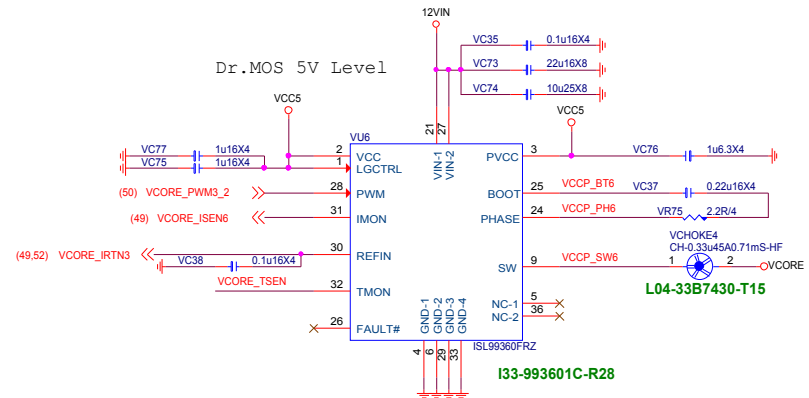 12VIN
VC35 0.1u16X4
VC73 22u16X8
VC74 10u25X8
Dr.MOS 5V Level
VCC5
VCC5
VC77 1u16X4
VC75 1u16X4
VU6
21 27
VIN-1 VIN-2
2 VCC
1 LGCTRL
PVCC 3
VC76 1u6.3X4
(50) VCORE_PWM3_2 28 PWM
BOOT 25 VCCP_BT6 VC37 0.22u16X4
(49) VCORE_ISEN6 31 IMON
PHASE 24 VCCP_PH6 VR75 2.2R/4
VCHOKE4
CH-0.33u45A0.71mS-HF
(49,52) VCORE_IRTN3 30 REFIN
VC38 0.1u16X4
SW 9 VCCP_SW6 1 2 VCORE
L04-33B7430-T15
VCORE_TSEN 32 TMON
NC-1 5
NC-2 36
26 FAULT#
GND-1 GND-2 GND-3 GND-4
4 6 29 33
ISL99360FRZ
I33-993601C-R28